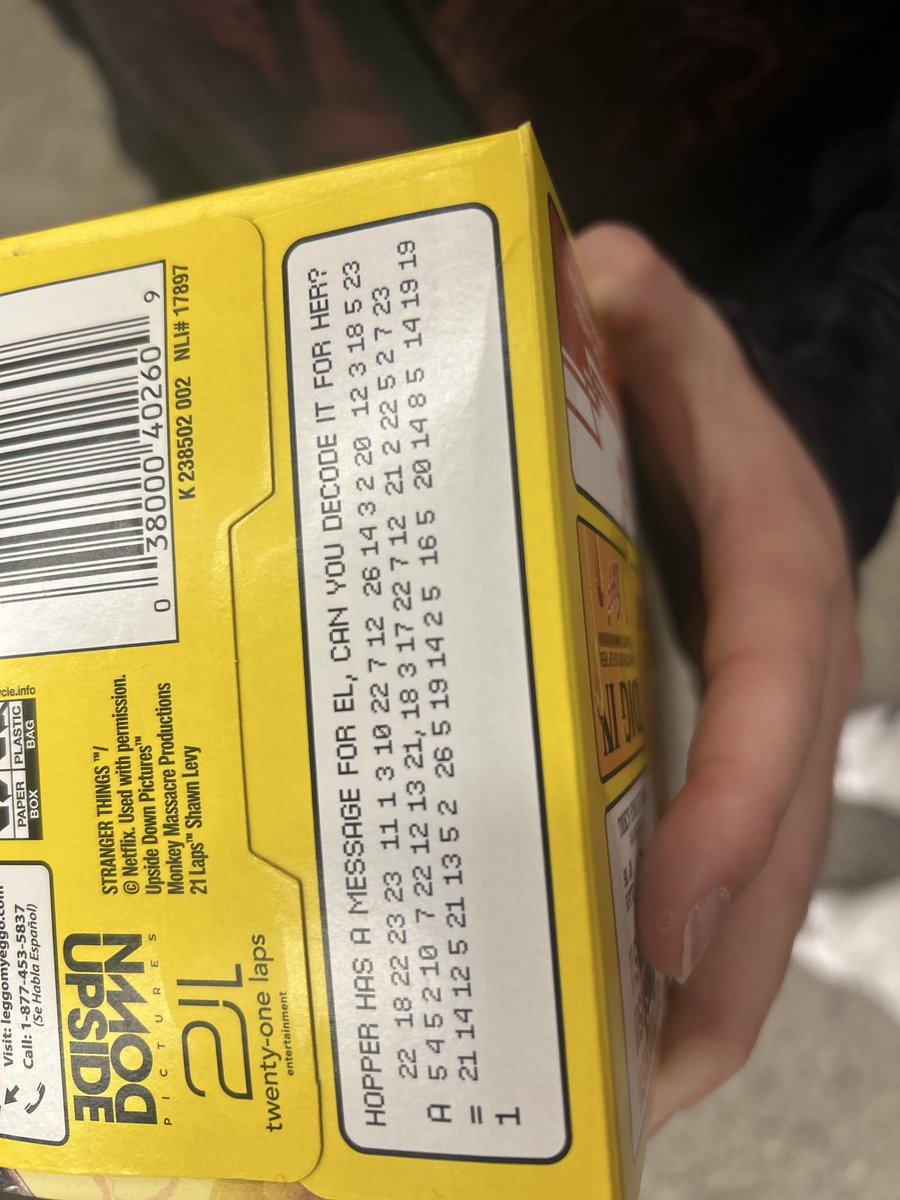 cle.info
PAPER PLASTIC
BOX BAG
Visit: leggomyeggo.com
Call: 1-877-453-5837
(Se Habla Español)
0 38000 40260 9
K 238502 002 NLI# 17897
STRANGER THINGS™/
© Netflix. Used with permission.
Upside Down Pictures™
Monkey Massacre Productions
21 Laps™ Shawn Levy
UPSIDE
DOWN
PICTURES
21L
twenty-one laps
entertainment
HOPPER HAS A MESSAGE FOR EL, CAN YOU DECODE IT FOR HER?
22 18 22 23 23 11 1 3 10 22 7 12 26 14 3 2 20 12 3 18 5 23
A 5 4 5 2 10 7 22 12 13 21, 18 3 17 22 7 12 21 2 22 5 2 7 23
= 21 14 12 5 21 13 5 2 26 5 19 14 2 5 16 5 20 14 8 5 14 19 19
1
DIG IN